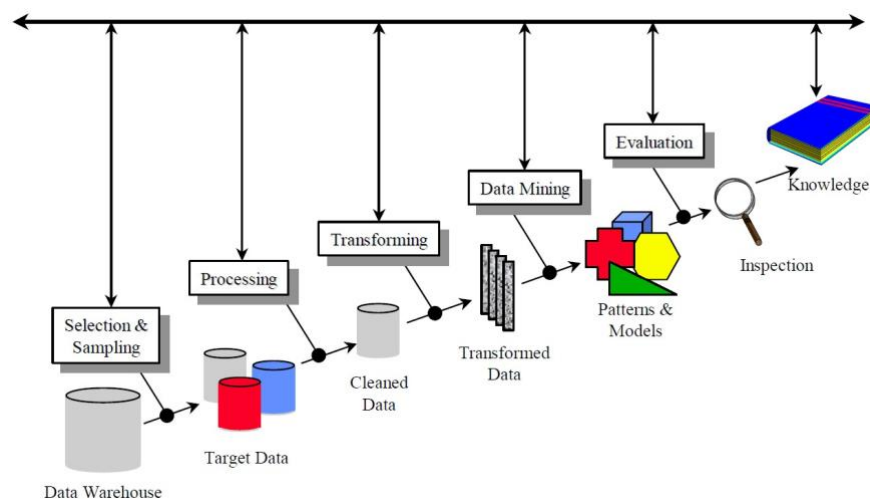 Evaluation
Data Mining
Knowledge
Transforming
Processing
Inspection
Selection &
Sampling
Patterns &
Models
Transformed
Data
Cleaned
Data
Target Data
Data Warehouse